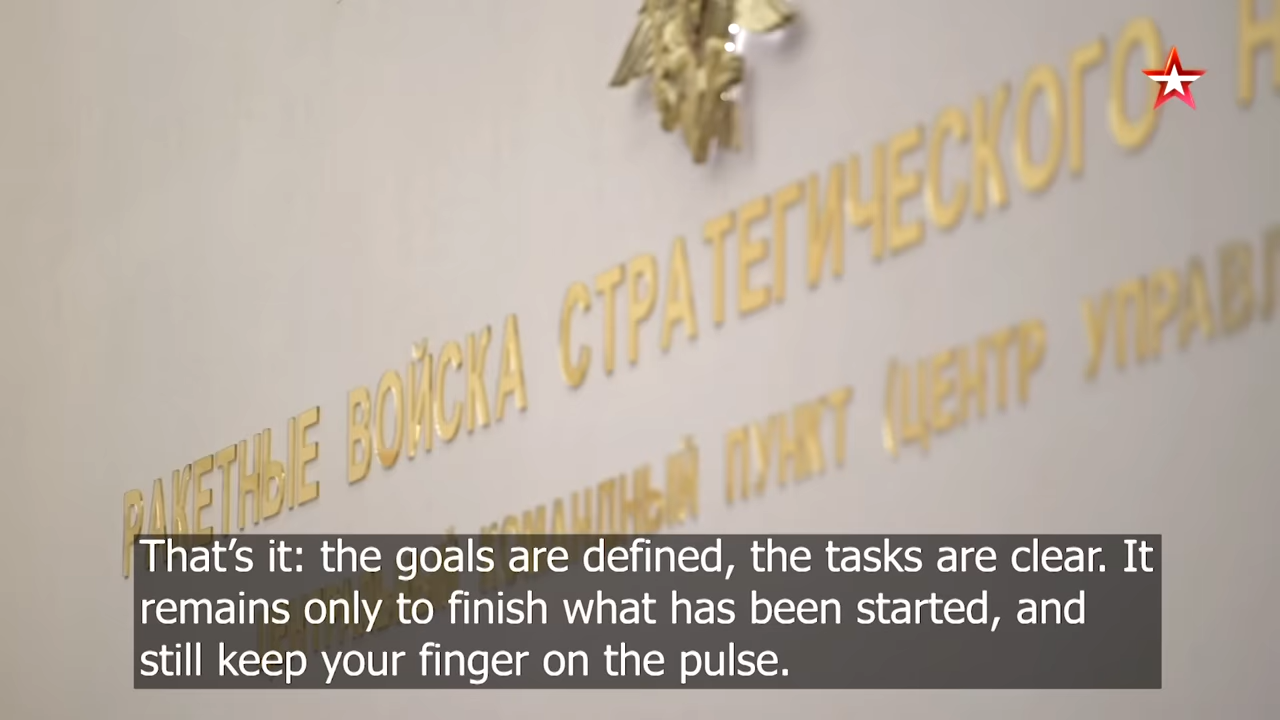 РАКЕТНЫЕ ВОЙСКА СТРАТЕГИЧЕСКОГО Н
КОМАНДНЫЙ ПУНКТ (ЦЕНТР УПРАВЛ
That’s it: the goals are defined, the tasks are clear. It
remains only to finish what has been started, and
still keep your finger on the pulse.